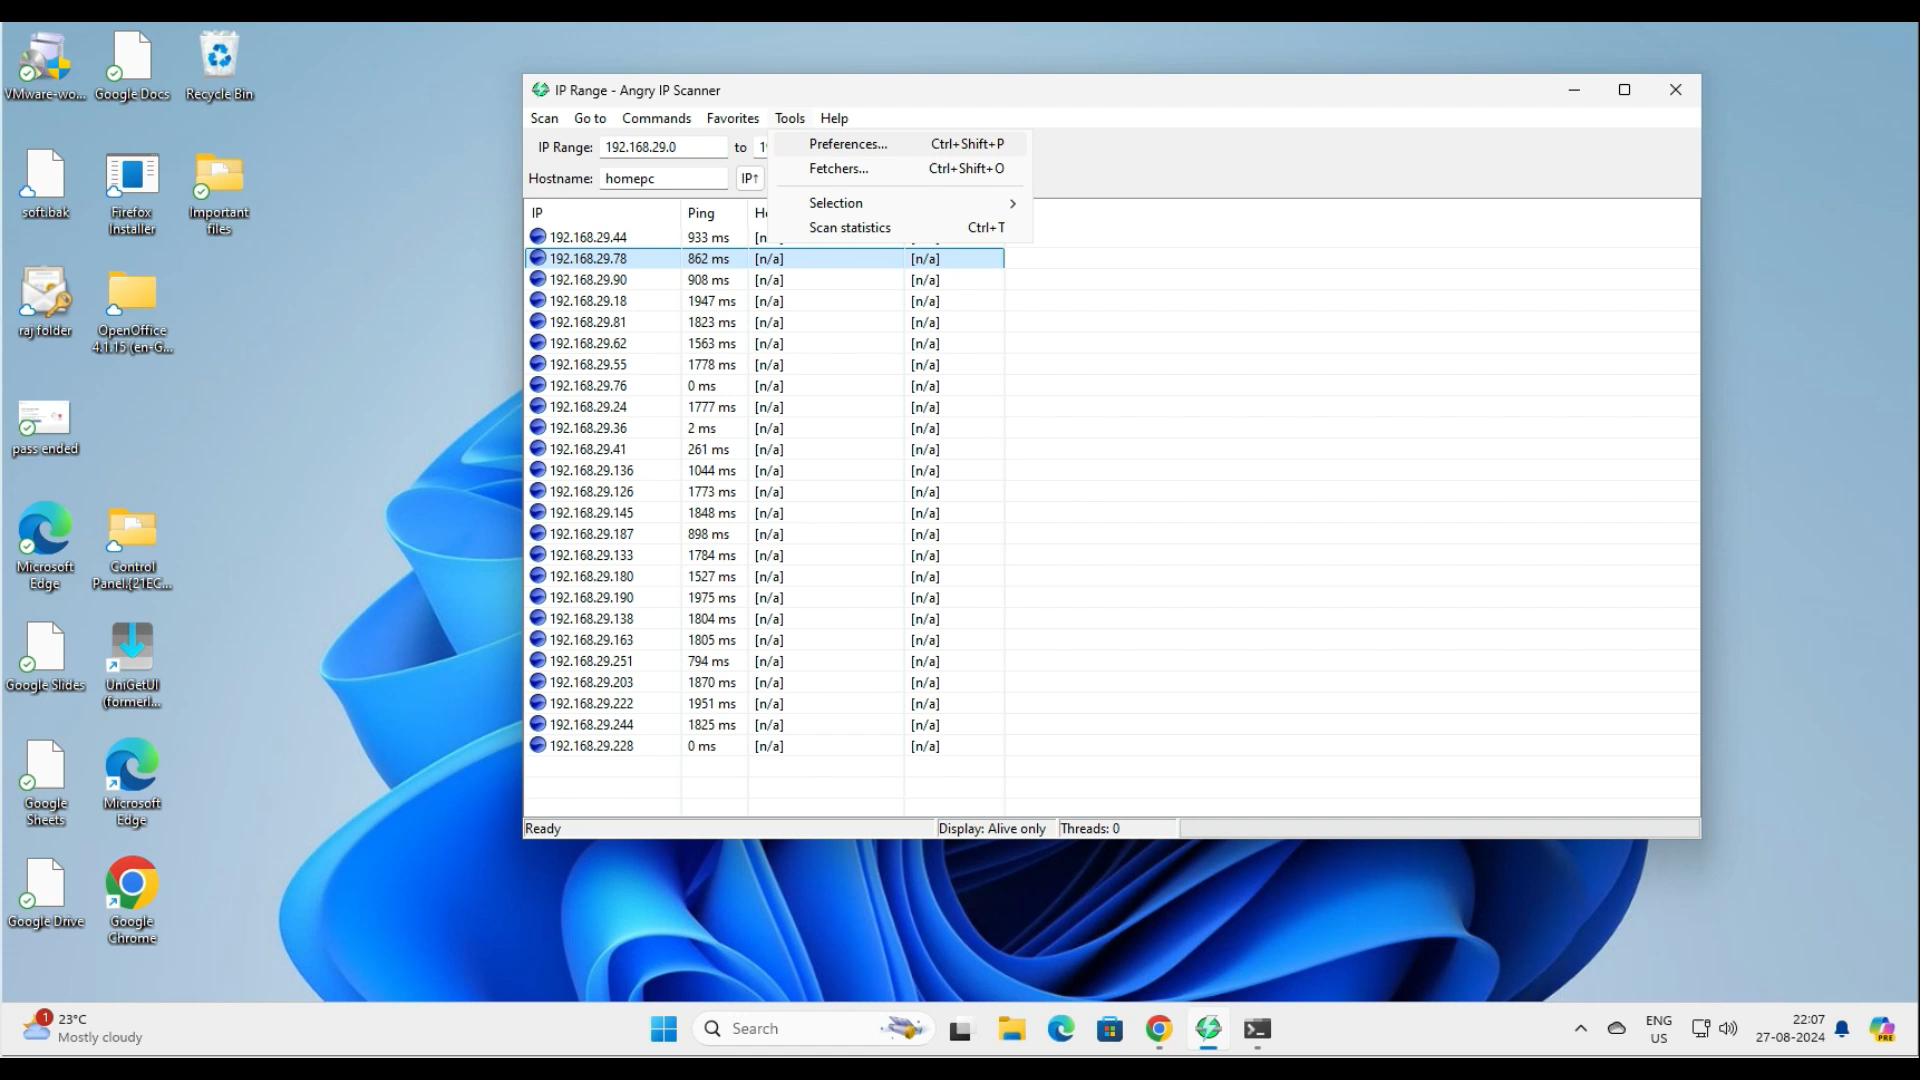 VMware-wo...
Google Docs
Recycle Bin
soft.bak
Firefox
Installer
Important
files
raj folder
OpenOffice
4.1.15 (en-G...
pass ended
Microsoft
Edge
Control
Panel.{21EC...
Google Slides
UniGetUI
(formerl...
Google
Sheets
Microsoft
Edge
Google Drive
Google
Chrome
IP Range - Angry IP Scanner
Scan Go to Commands Favorites Tools Help
IP Range: 192.168.29.0 to
Hostname: homepc IP↑
Preferences... Ctrl+Shift+P
Fetchers... Ctrl+Shift+O
Selection
Scan statistics Ctrl+T
IP Ping
192.168.29.44 933 ms
192.168.29.78 862 ms [n/a] [n/a]
192.168.29.90 908 ms [n/a] [n/a]
192.168.29.18 1947 ms [n/a] [n/a]
192.168.29.81 1823 ms [n/a] [n/a]
192.168.29.62 1563 ms [n/a] [n/a]
192.168.29.55 1778 ms [n/a] [n/a]
192.168.29.76 0 ms [n/a] [n/a]
192.168.29.24 1777 ms [n/a] [n/a]
192.168.29.36 2 ms [n/a] [n/a]
192.168.29.41 261 ms [n/a] [n/a]
192.168.29.136 1044 ms [n/a] [n/a]
192.168.29.126 1773 ms [n/a] [n/a]
192.168.29.145 1848 ms [n/a] [n/a]
192.168.29.187 898 ms [n/a] [n/a]
192.168.29.133 1784 ms [n/a] [n/a]
192.168.29.180 1527 ms [n/a] [n/a]
192.168.29.190 1975 ms [n/a] [n/a]
192.168.29.138 1804 ms [n/a] [n/a]
192.168.29.163 1805 ms [n/a] [n/a]
192.168.29.251 794 ms [n/a] [n/a]
192.168.29.203 1870 ms [n/a] [n/a]
192.168.29.222 1951 ms [n/a] [n/a]
192.168.29.244 1825 ms [n/a] [n/a]
192.168.29.228 0 ms [n/a] [n/a]
Ready Display: Alive only Threads: 0
1
23°C
Mostly cloudy
Search
ENG
US
22:07
27-08-2024
PRE